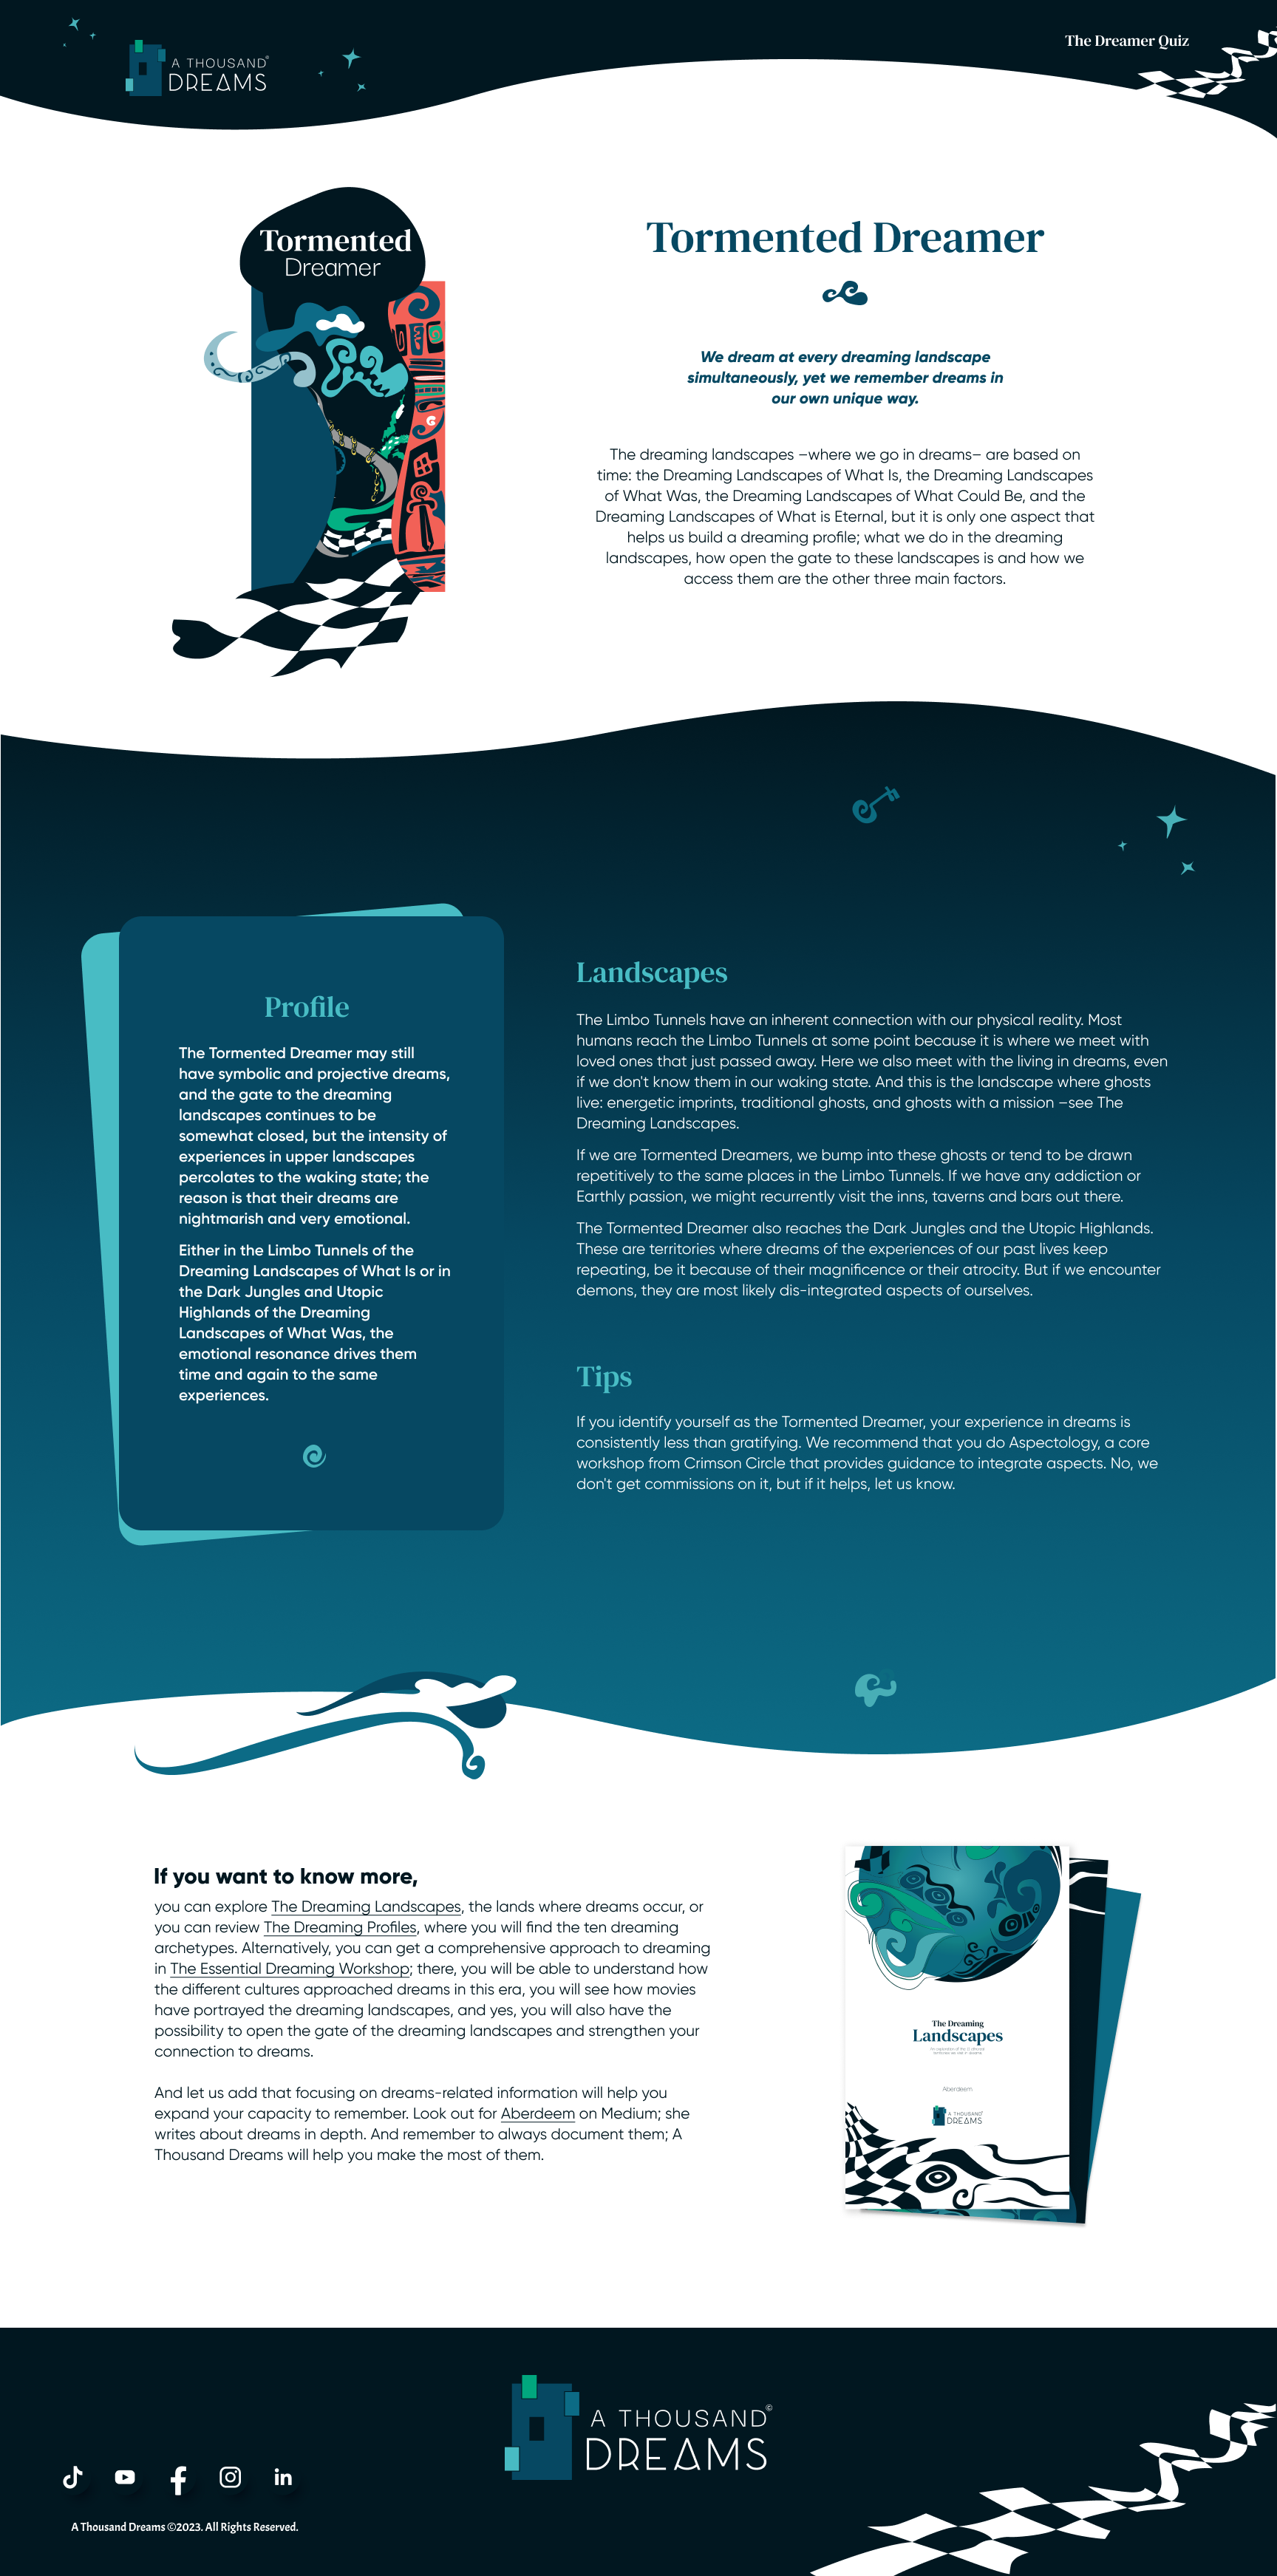 The Dreamer Quiz
A THOUSAND®
DREAMS
Tormented
Dreamer
Tormented Dreamer
We dream at every dreaming landscape
simultaneously, yet we remember dreams in
our own unique way.
The dreaming landscapes –where we go in dreams– are based on
time: the Dreaming Landscapes of What Is, the Dreaming Landscapes
of What Was, the Dreaming Landscapes of What Could Be, and the
Dreaming Landscapes of What is Eternal, but it is only one aspect that
helps us build a dreaming profile; what we do in the dreaming
landscapes, how open the gate to these landscapes is and how we
access them are the other three main factors.
Profile
The Tormented Dreamer may still
have symbolic and projective dreams,
and the gate to the dreaming
landscapes continues to be
somewhat closed, but the intensity of
experiences in upper landscapes
percolates to the waking state; the
reason is that their dreams are
nightmarish and very emotional.
Either in the Limbo Tunnels of the
Dreaming Landscapes of What Is or in
the Dark Jungles and Utopic
Highlands of the Dreaming
Landscapes of What Was, the
emotional resonance drives them
time and again to the same
experiences.
Landscapes
The Limbo Tunnels have an inherent connection with our physical reality. Most
humans reach the Limbo Tunnels at some point because it is where we meet with
loved ones that just passed away. Here we also meet with the living in dreams, even
if we don't know them in our waking state. And this is the landscape where ghosts
live: energetic imprints, traditional ghosts, and ghosts with a mission –see The
Dreaming Landscapes.
If we are Tormented Dreamers, we bump into these ghosts or tend to be drawn
repetitively to the same places in the Limbo Tunnels. If we have any addiction or
Earthly passion, we might recurrently visit the inns, taverns and bars out there.
The Tormented Dreamer also reaches the Dark Jungles and the Utopic Highlands.
These are territories where dreams of the experiences of our past lives keep
repeating, be it because of their magnificence or their atrocity. But if we encounter
demons, they are most likely dis-integrated aspects of ourselves.
Tips
If you identify yourself as the Tormented Dreamer, your experience in dreams is
consistently less than gratifying. We recommend that you do Aspectology, a core
workshop from Crimson Circle that provides guidance to integrate aspects. No, we
don't get commissions on it, but if it helps, let us know.
If you want to know more,
you can explore The Dreaming Landscapes, the lands where dreams occur, or
you can review The Dreaming Profiles, where you will find the ten dreaming
archetypes. Alternatively, you can get a comprehensive approach to dreaming
in The Essential Dreaming Workshop; there, you will be able to understand how
the different cultures approached dreams in this era, you will see how movies
have portrayed the dreaming landscapes, and yes, you will also have the
possibility to open the gate of the dreaming landscapes and strengthen your
connection to dreams.
And let us add that focusing on dreams-related information will help you
expand your capacity to remember. Look out for Aberdeem on Medium; she
writes about dreams in depth. And remember to always document them; A
Thousand Dreams will help you make the most of them.
The Dreaming
Landscapes
Aberdeem
A THOUSAND
DREAMS
A THOUSAND©
DREAMS
A Thousand Dreams ©2023. All Rights Reserved.